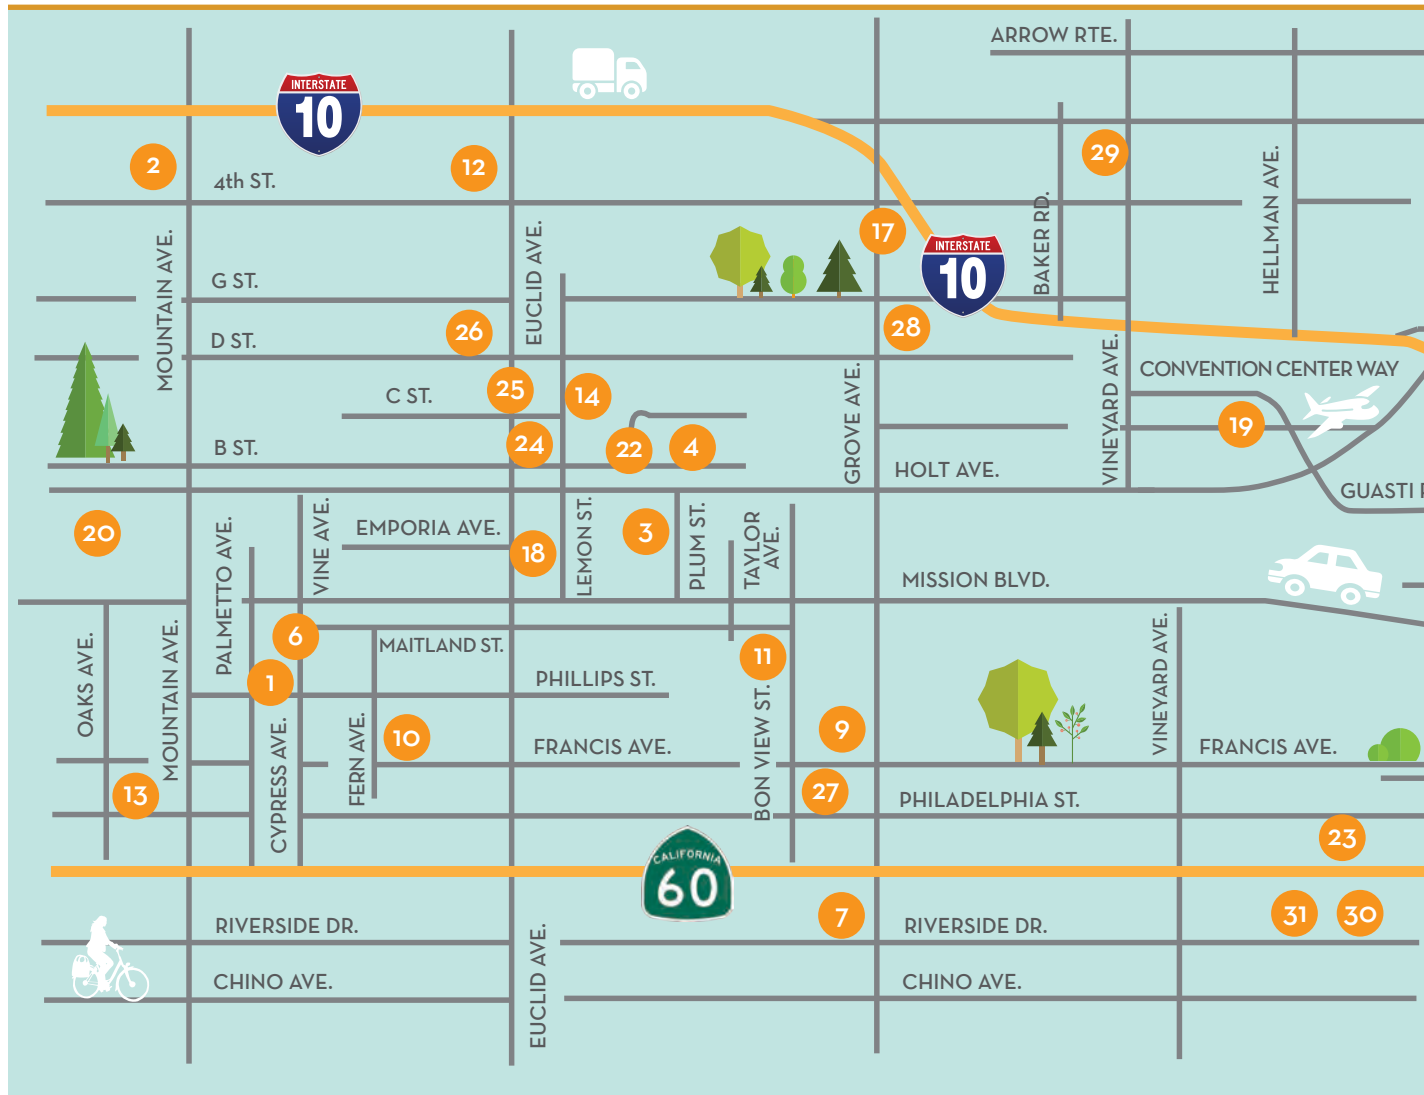 ARROW RTE.
INTERSTATE
10
2
12
29
4th ST.
17
MOUNTAIN AVE.
EUCLID AVE.
BAKER RD.
HELLMAN AVE.
INTERSTATE
10
G ST.
26
28
D ST.
CONVENTION CENTER WAY
25
14
C ST.
GROVE AVE.
VINEYARD AVE.
24
22
4
19
B ST.
HOLT AVE.
GUASTI
20
EMPORIA AVE.
3
18
PALMETTO AVE.
VINE AVE.
LEMON ST.
PLUM ST.
TAYLOR
AVE.
MISSION BLVD.
6
MAITLAND ST.
11
1
PHILLIPS ST.
OAKS AVE.
MOUNTAIN AVE.
CYPRESS AVE.
FERN AVE.
10
FRANCIS AVE.
BON VIEW ST.
9
VINEYARD AVE.
FRANCIS AVE.
13
27
PHILADELPHIA ST.
23
CALIFORNIA
60
7
31
30
RIVERSIDE DR.
RIVERSIDE DR.
EUCLID AVE.
CHINO AVE.
CHINO AVE.